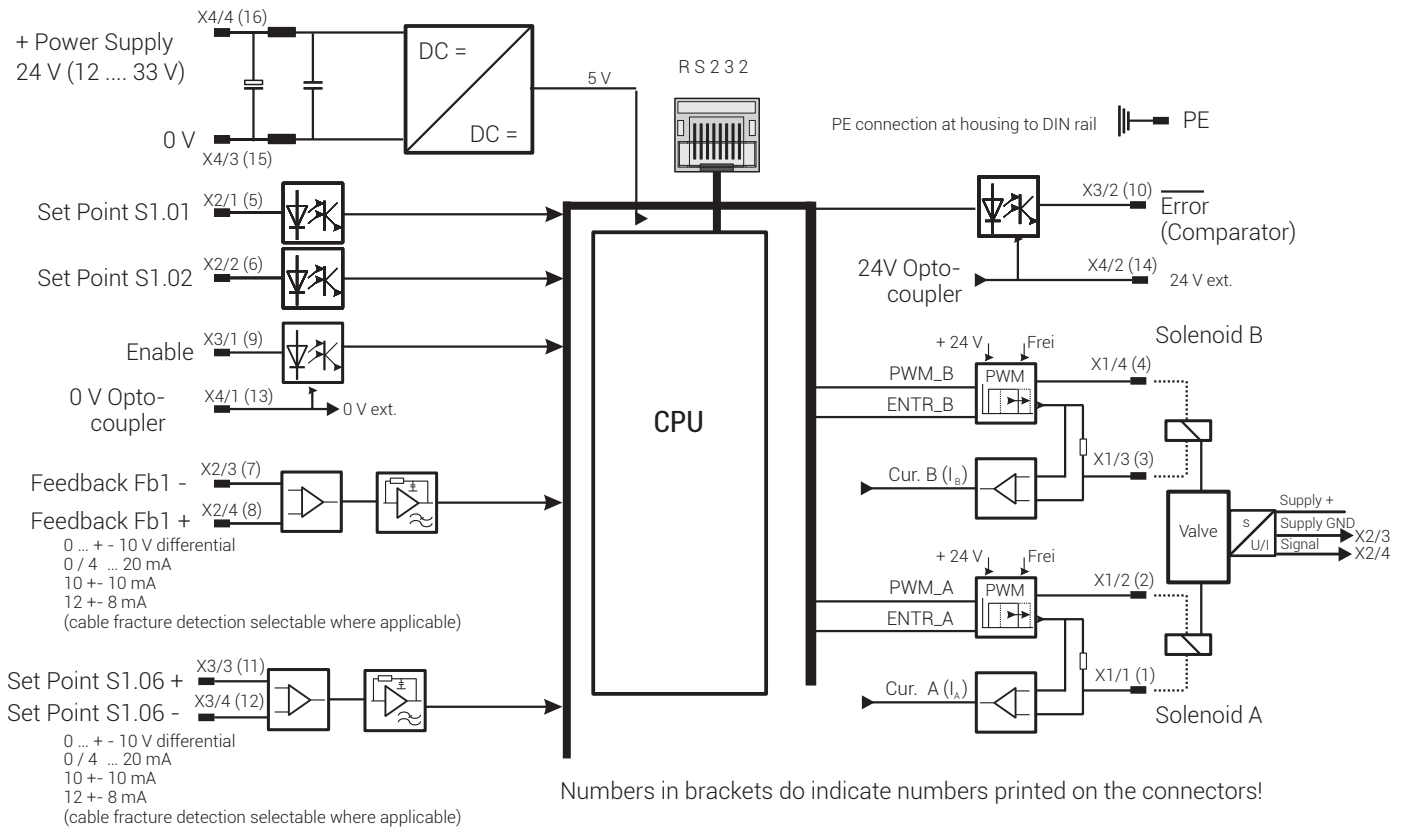 X4/4 (16)
+ Power Supply
24 V (12 .... 33 V)
0 V
X4/3 (15)
DC =
DC =
5 V
RS232
PE connection at housing to DIN rail
PE
Set Point S1.01
X2/1 (5)
Set Point S1.02
X2/2 (6)
Enable
X3/1 (9)
0 V Opto-
coupler
X4/1 (13)
0 V ext.
Feedback Fb1 -
X2/3 (7)
Feedback Fb1 +
X2/4 (8)
0 ... + - 10 V differential
0 / 4 ... 20 mA
10 +- 10 mA
12 +- 8 mA
(cable fracture detection selectable where applicable)
Set Point S1.06 +
X3/3 (11)
Set Point S1.06 -
X3/4 (12)
0 ... + - 10 V differential
0 / 4 ... 20 mA
10 +- 10 mA
12 +- 8 mA
(cable fracture detection selectable where applicable)
CPU
X3/2 (10)
Error
(Comparator)
24V Opto-
coupler
X4/2 (14)
24 V ext.
Solenoid B
+ 24 V
Frei
PWM_B
ENTR_B
PWM
X1/4 (4)
Cur. B (I_B)
X1/3 (3)
Valve
s
U/I
Supply +
Supply GND
X2/3
Signal
X2/4
+ 24 V
Frei
PWM_A
ENTR_A
PWM
X1/2 (2)
Cur. A (I_A)
X1/1 (1)
Solenoid A
Numbers in brackets do indicate numbers printed on the connectors!